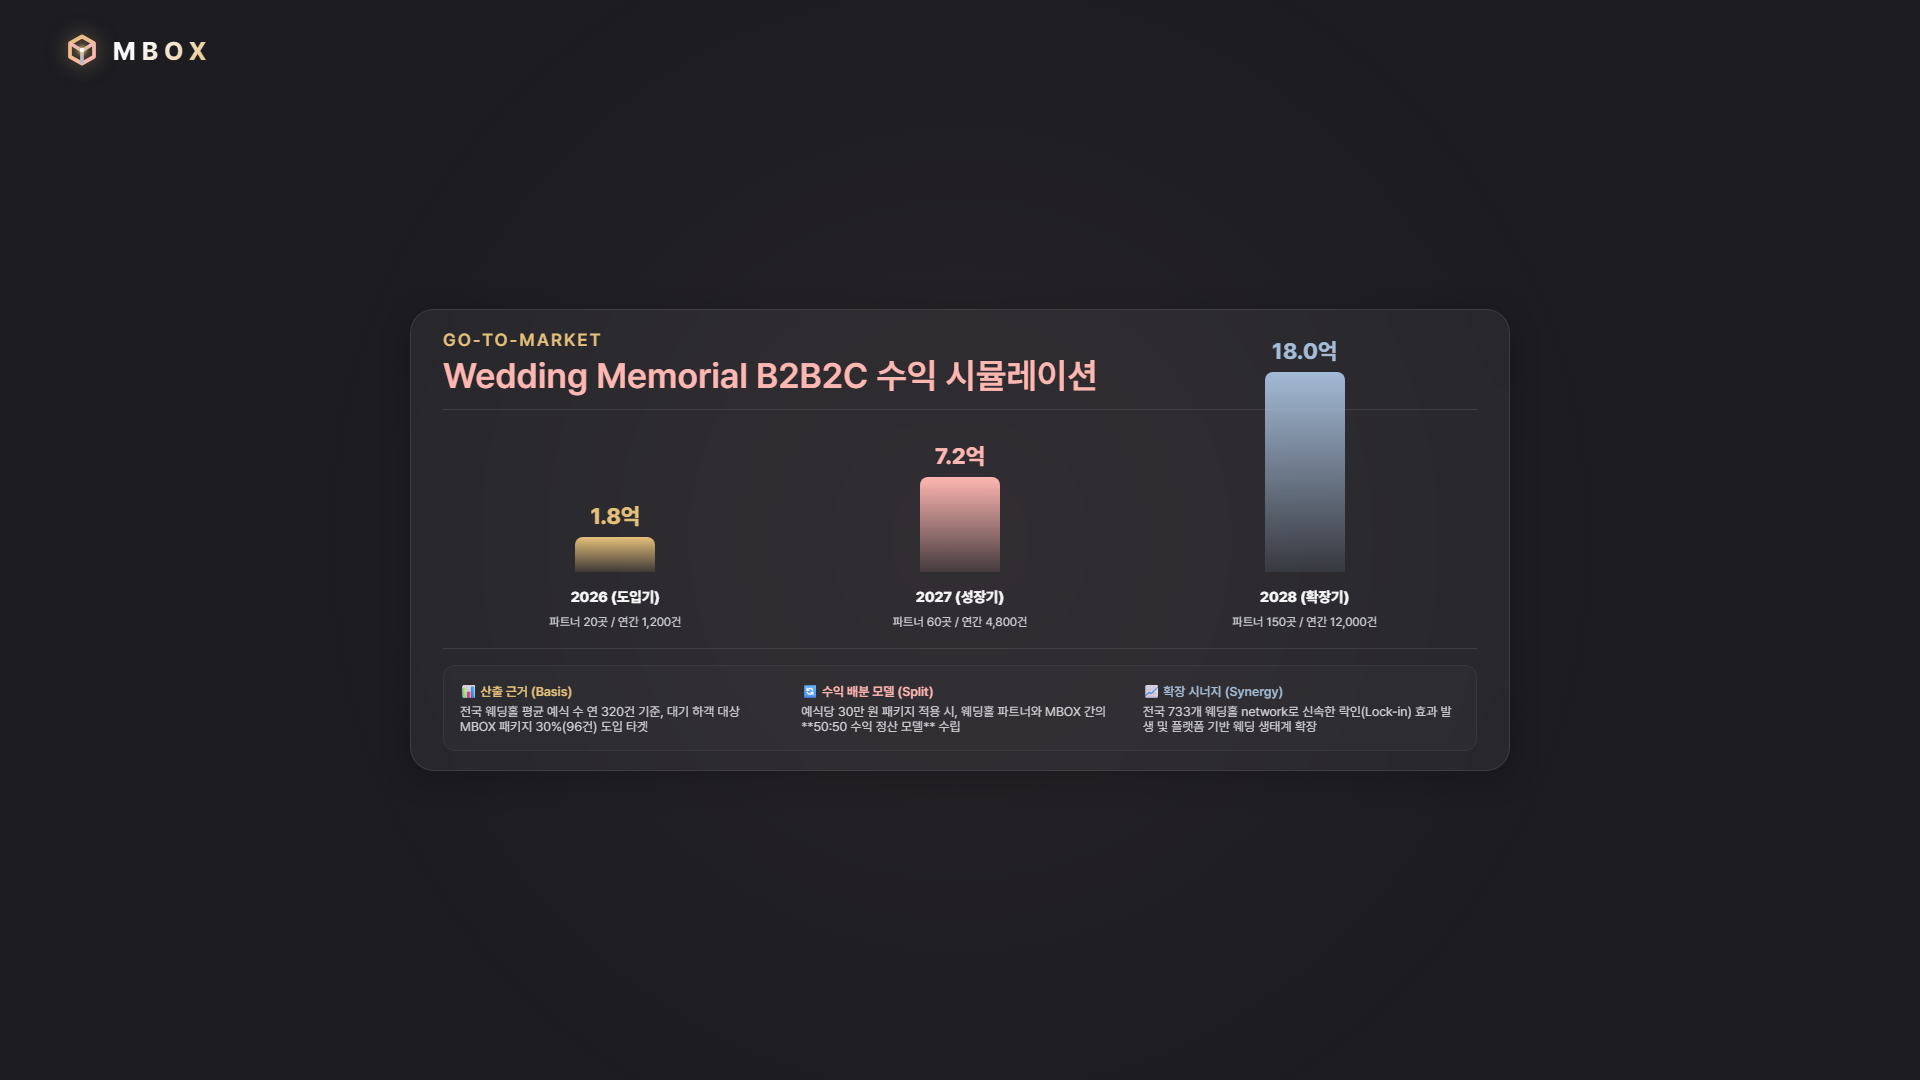 MBOX
GO-TO-MARKET
Wedding Memorial B2B2C 수익 시뮬레이션
1.8억
2026 (도입기)
파트너 20곳 / 연간 1,200건
7.2억
2027 (성장기)
파트너 60곳 / 연간 4,800건
18.0억
2028 (확장기)
파트너 150곳 / 연간 12,000건
📊 산출 근거 (Basis)
전국 웨딩홀 평균 예식 수 연 320건 기준, 대기 하객 대상
MBOX 패키지 30%(96건) 도입 타겟
🔄 수익 배분 모델 (Split)
예식당 30만 원 패키지 적용 시, 웨딩홀 파트너와 MBOX 간의
**50:50 수익 정산 모델** 수립
📈 확장 시너지 (Synergy)
전국 733개 웨딩홀 network로 신속한 락인(Lock-in) 효과 발
생 및 플랫폼 기반 웨딩 생태계 확장